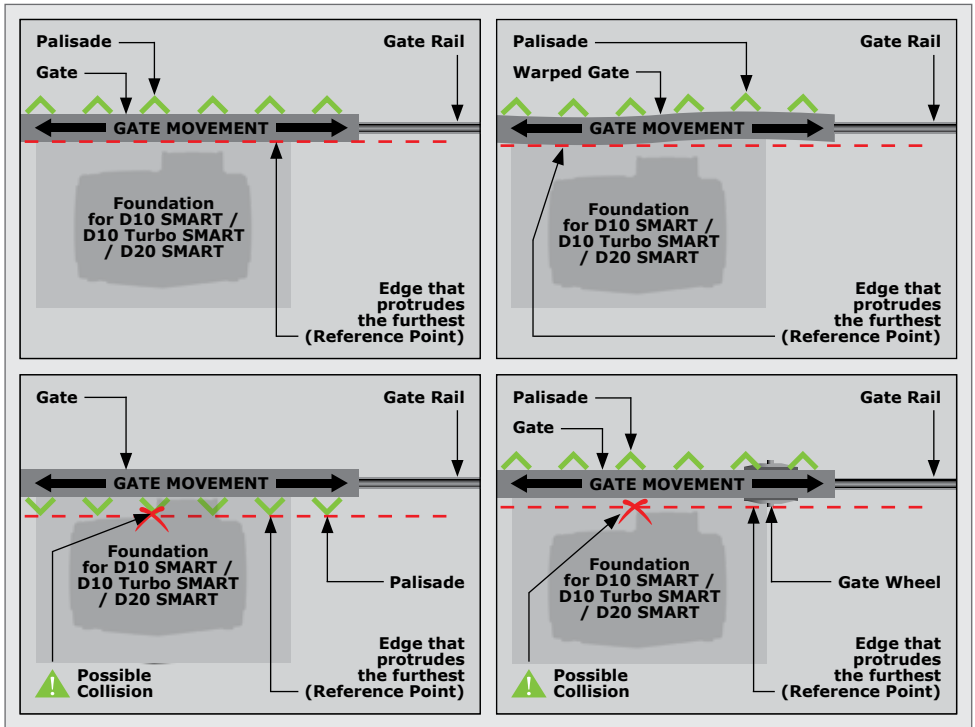 Palisade
Gate Rail
Gate
GATE MOVEMENT
Foundation
for D10 SMART /
D10 Turbo SMART
/ D20 SMART
Edge that
protrudes
the furthest
(Reference Point)
Palisade
Gate Rail
Warped Gate
GATE MOVEMENT
Foundation
for D10 SMART /
D10 Turbo SMART
/ D20 SMART
Edge that
protrudes
the furthest
(Reference Point)
Gate
Gate Rail
GATE MOVEMENT
Foundation
for D10 SMART /
D10 Turbo SMART
/ D20 SMART
Palisade
Edge that
protrudes
the furthest
(Reference Point)
Possible
Collision
Palisade
Gate Rail
Gate
GATE MOVEMENT
Foundation
for D10 SMART /
D10 Turbo SMART
/ D20 SMART
Gate Wheel
Edge that
protrudes
the furthest
(Reference Point)
Possible
Collision